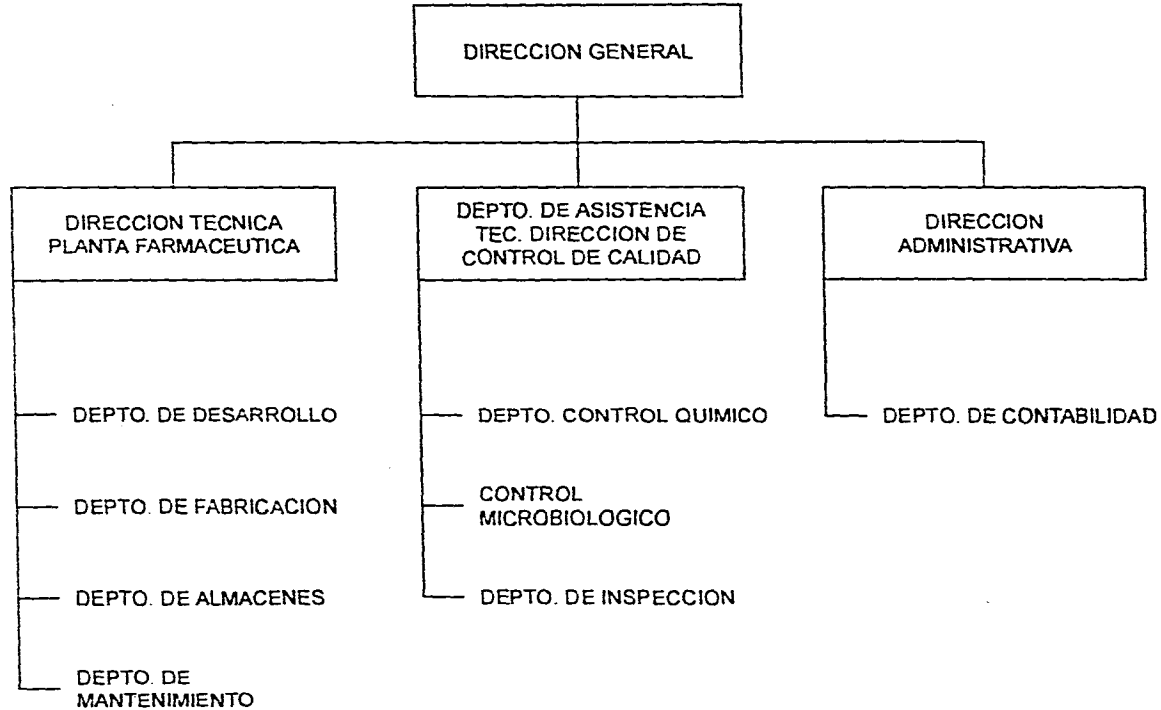 DIRECCION GENERAL
DIRECCION TECNICA
PLANTA FARMACEUTICA
DEPTO. DE ASISTENCIA
TEC. DIRECCION DE
CONTROL DE CALIDAD
DIRECCION
ADMINISTRATIVA
DEPTO. DE DESARROLLO
DEPTO. DE FABRICACION
DEPTO. DE ALMACENES
DEPTO. DE
MANTENIMIENTO
DEPTO. CONTROL QUIMICO
CONTROL
MICROBIOLOGICO
DEPTO. DE INSPECCION
DEPTO. DE CONTABILIDAD